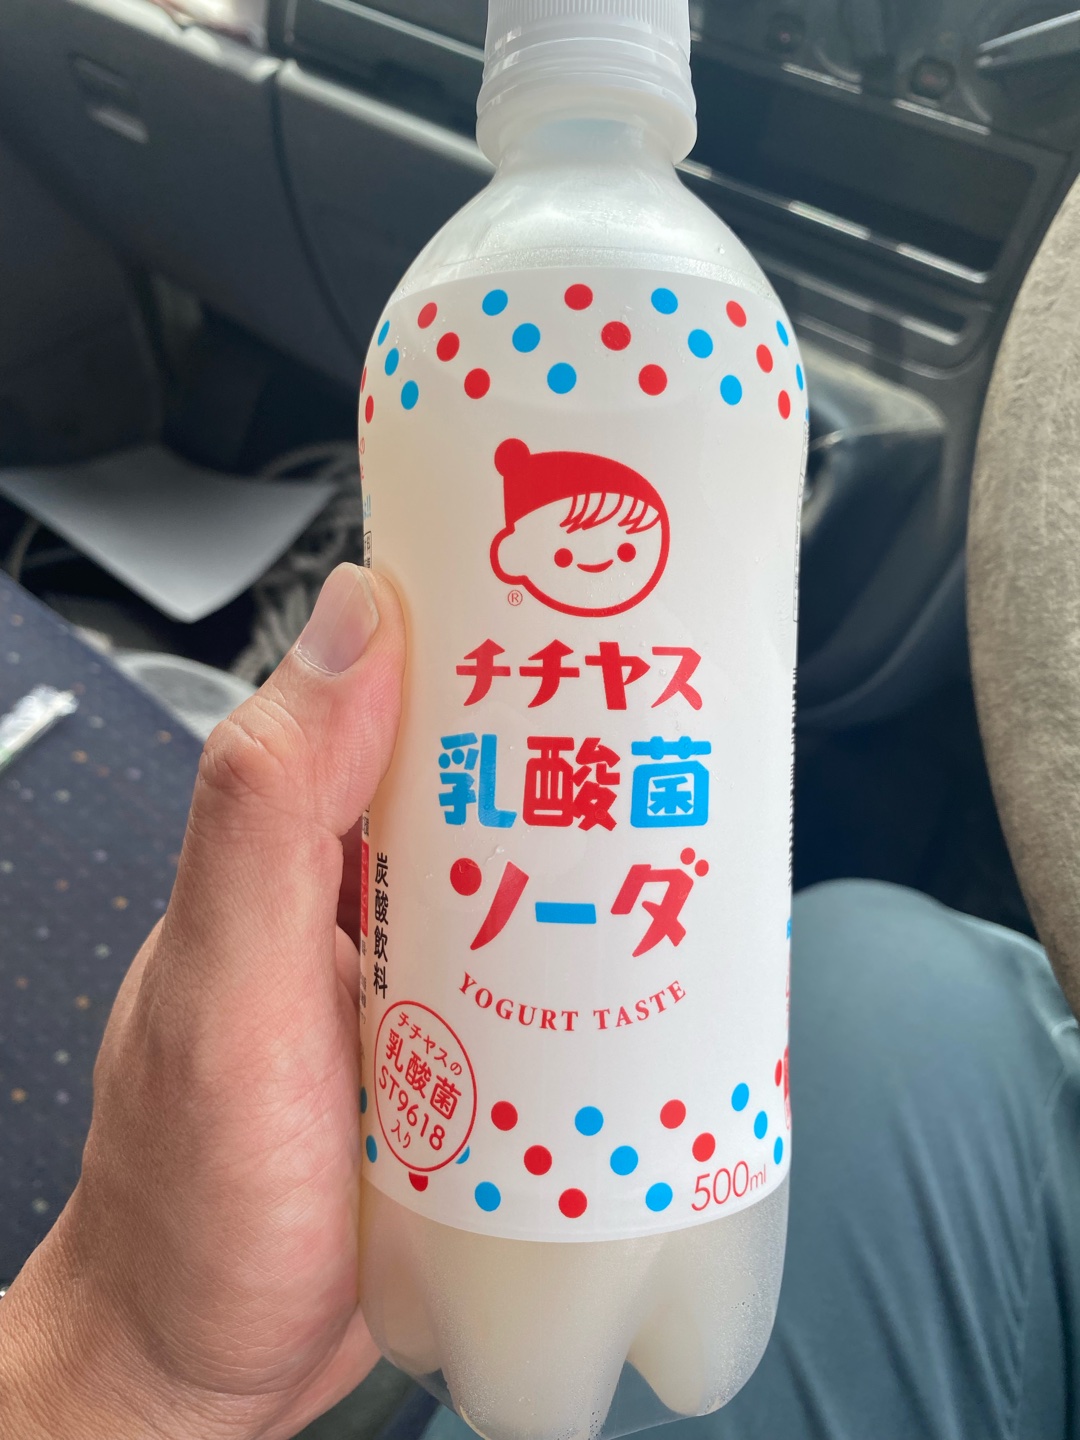 ®
チチヤス
乳酸菌
ソーダ
YOGURT TASTE
炭酸飲料
チチヤスの
乳酸菌
ST9618
入り
500ml